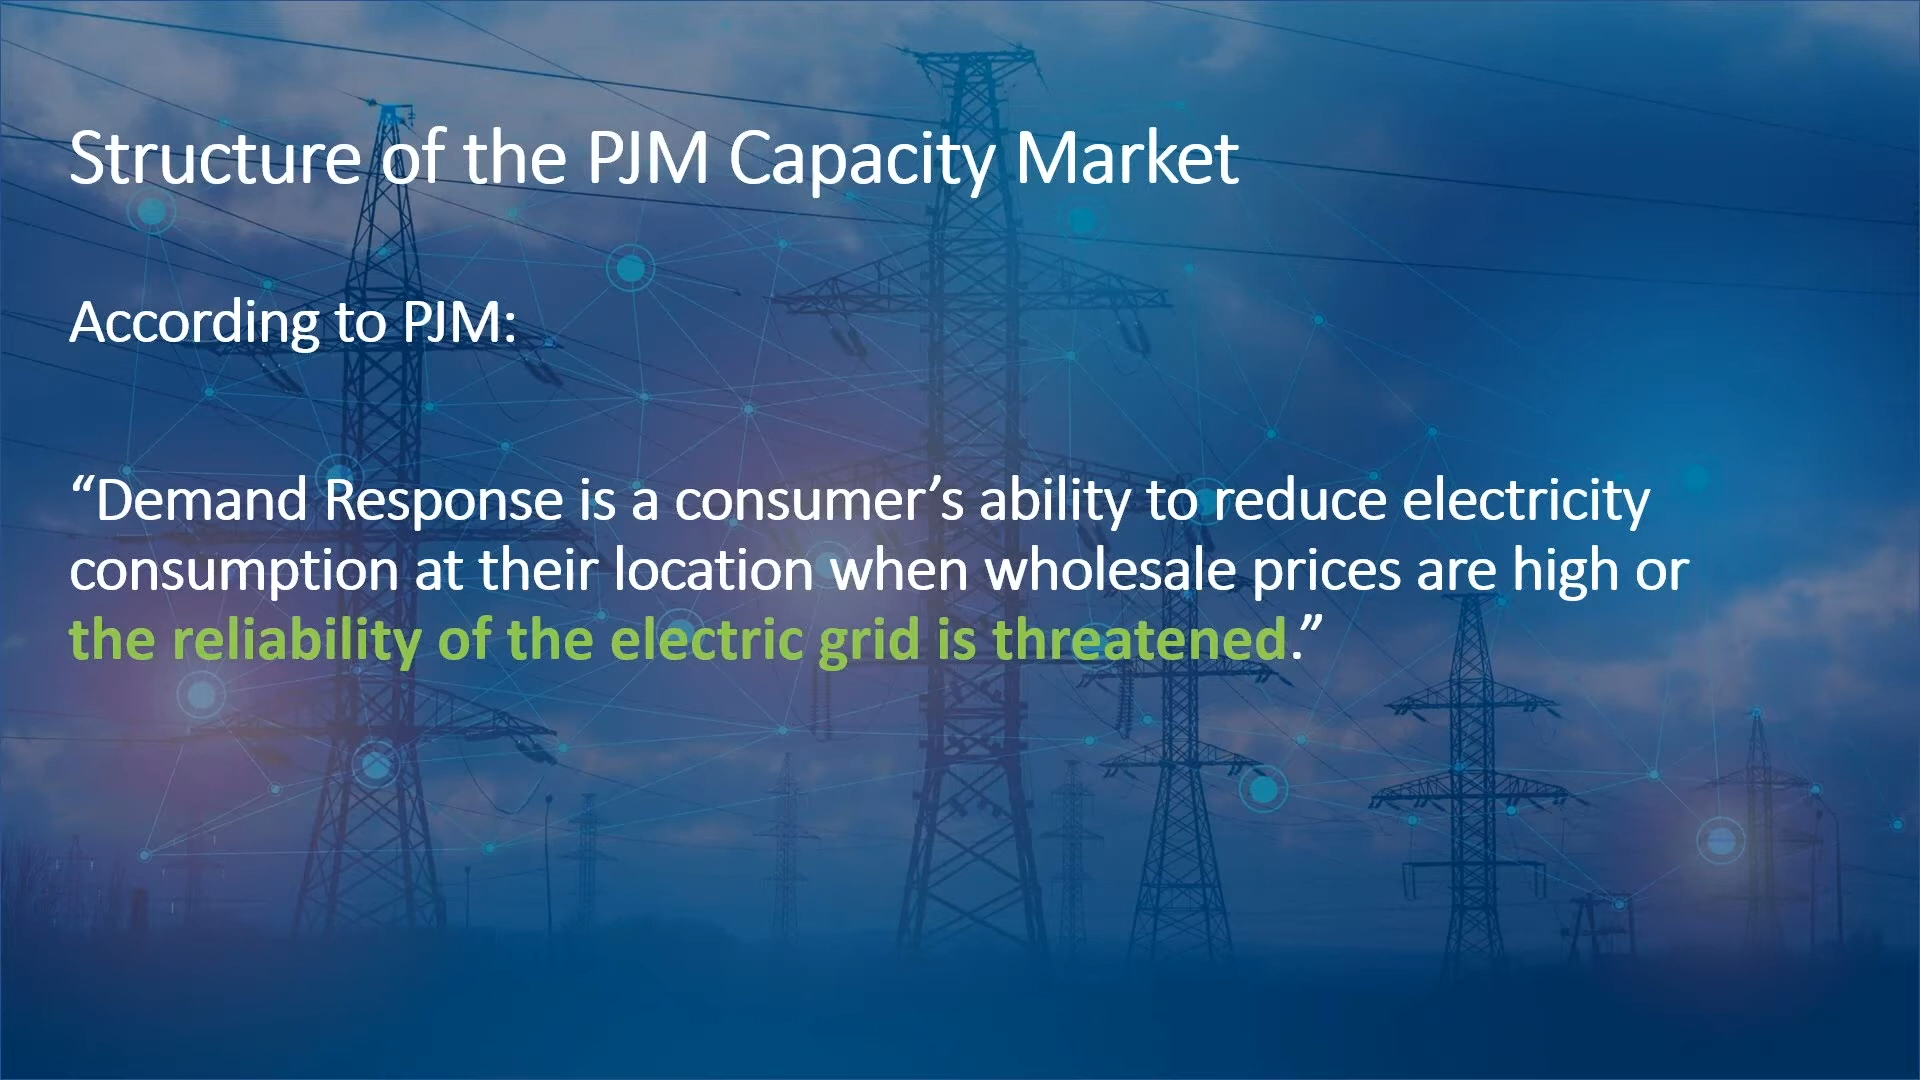 Structure of the PJM Capacity Market
According to PJM:
“Demand Response is a consumer’s ability to reduce electricity
consumption at their location when wholesale prices are high or
the reliability of the electric grid is threatened.”